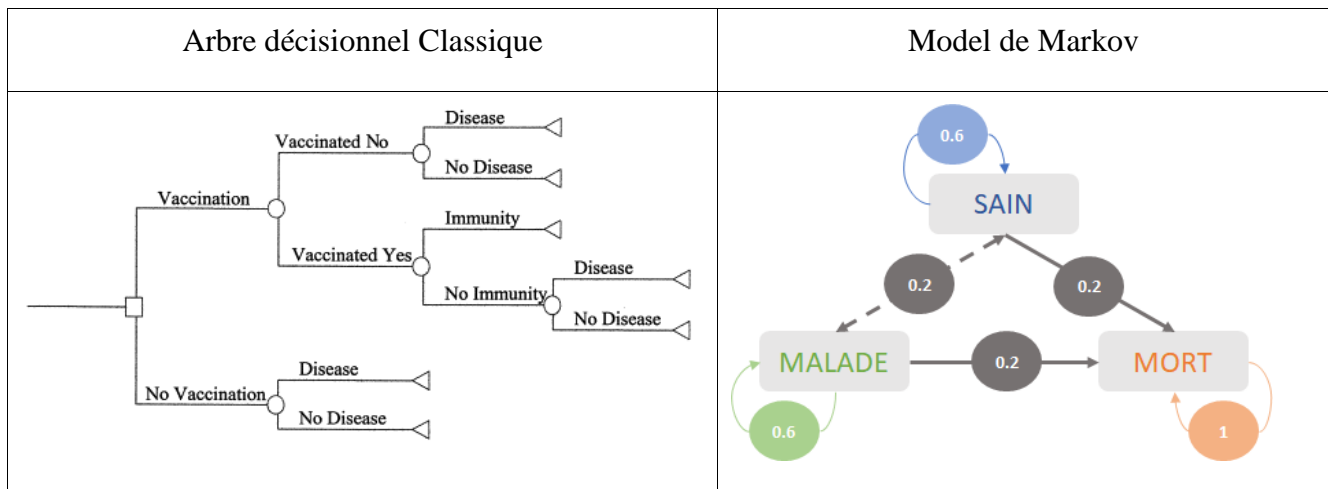 Arbre décisionnel Classique
Model de Markov
Disease
Vaccinated No
No Disease
Vaccination
Immunity
Vaccinated Yes
Disease
No Immunity
No Disease
Disease
No Vaccination
No Disease
0.6
SAIN
0.2
0.2
MALADE
0.2
MORT
0.6
1